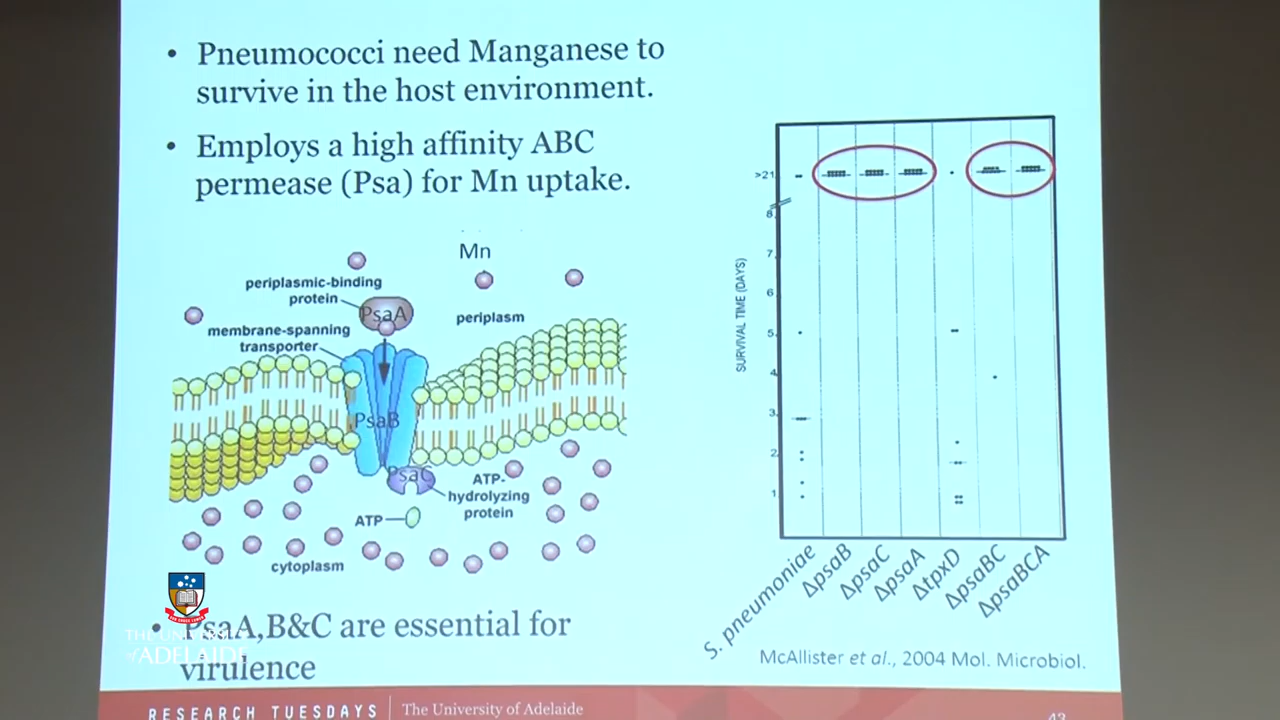 • Pneumococci need Manganese to
survive in the host environment.
• Employs a high affinity ABC
permease (Psa) for Mn uptake.
Mn
periplasmic-binding
protein
PsaA
periplasm
membrane-spanning
transporter
PsaB
PsaC
ATP-
hydrolyzing
protein
ATP
cytoplasm
• PsaA,B&C are essential for
virulence
THE UNIVERSITY
of ADELAIDE
SURVIVAL TIME (DAYS)
>21
8
7
6
5
4
3
2
1
S. pneumoniae
ΔpsaB
ΔpsaC
ΔpsaA
ΔtpxD
ΔpsaBC
ΔpsaBCA
McAllister et al., 2004 Mol. Microbiol.
RESEARCH TUESDAYS
The University of Adelaide
43